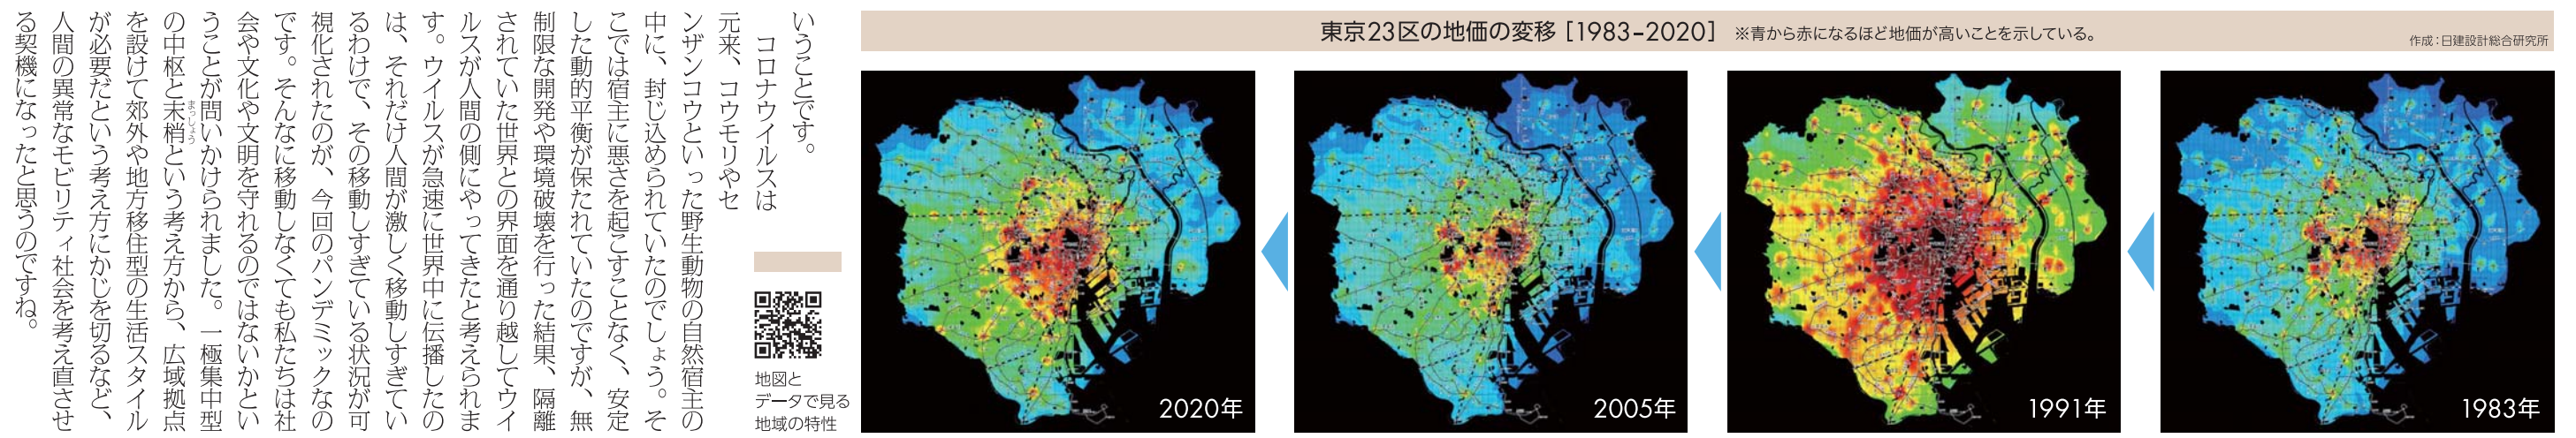 東京23区の地価の変移［1983-2020］ ※青から赤になるほど地価が高いことを示している。
作成：日建設計総合研究所
1983年
1991年
2005年
2020年
いうことです。
コロナウイルスは
元来、コウモリやセ
ンザンコウといった野生動物の自然宿主の
中に、封じ込められていたのでしょう。そ
こでは宿主に悪さを起こすことなく、安定
した動的平衡が保たれていたのですが、無
制限な開発や環境破壊を行った結果、隔離
されていた世界との界面を通り越してウイ
ルスが人間の側にやってきたと考えられま
す。ウイルスが急速に世界中に伝播したの
は、それだけ人間が激しく移動しすぎてい
るわけで、その移動しすぎている状況が可
視化されたのが、今回のパンデミックなの
です。そんなに移動しなくても私たちは社
会や文化や文明を守れるのではないかとい
うことが問いかけられました。一極集中型
の中枢と末梢という考え方から、広域拠点
まっしょう
を設けて郊外や地方移住型の生活スタイル
が必要だという考え方にかじを切るなど、
人間の異常なモビリティ社会を考え直させ
る契機になったと思うのですね。
地図と
データで見る
地域の特性